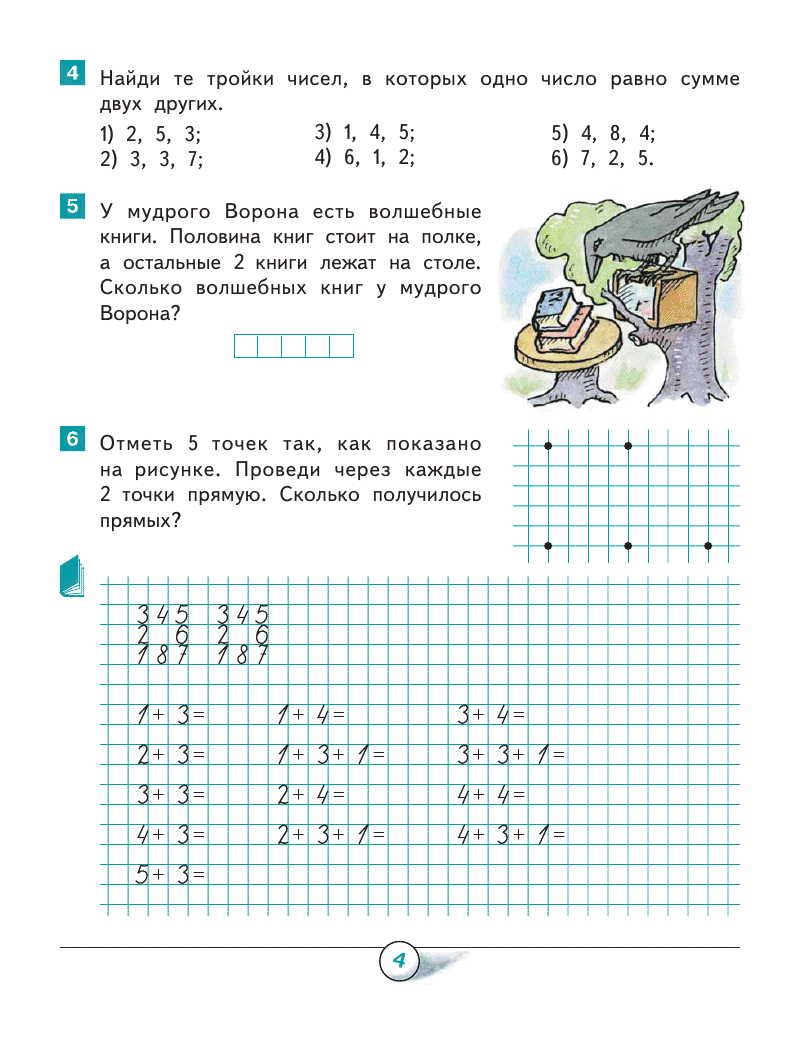 4
Найди те тройки чисел, в которых одно число равно сумме
двух других.
1) 2, 5, 3;
2) 3, 3, 7;
3) 1, 4, 5;
4) 6, 1, 2;
5) 4, 8, 4;
6) 7, 2, 5.
5
У мудрого Ворона есть волшебные
книги. Половина книг стоит на полке,
а остальные 2 книги лежат на столе.
Сколько волшебных книг у мудрого
Ворона?
6
Отметь 5 точек так, как показано
на рисунке. Проведи через каждые
2 точки прямую. Сколько получилось
прямых?
3 4 5 3 4 5
2 6 2 6
1 8 7 1 8 7
1 + 3 = 1 + 4 = 3 + 4 =
2 + 3 = 1 + 3 + 1 = 3 + 3 + 1 =
3 + 3 = 2 + 4 = 4 + 4 =
4 + 3 = 2 + 3 + 1 = 4 + 3 + 1 =
5 + 3 =
4